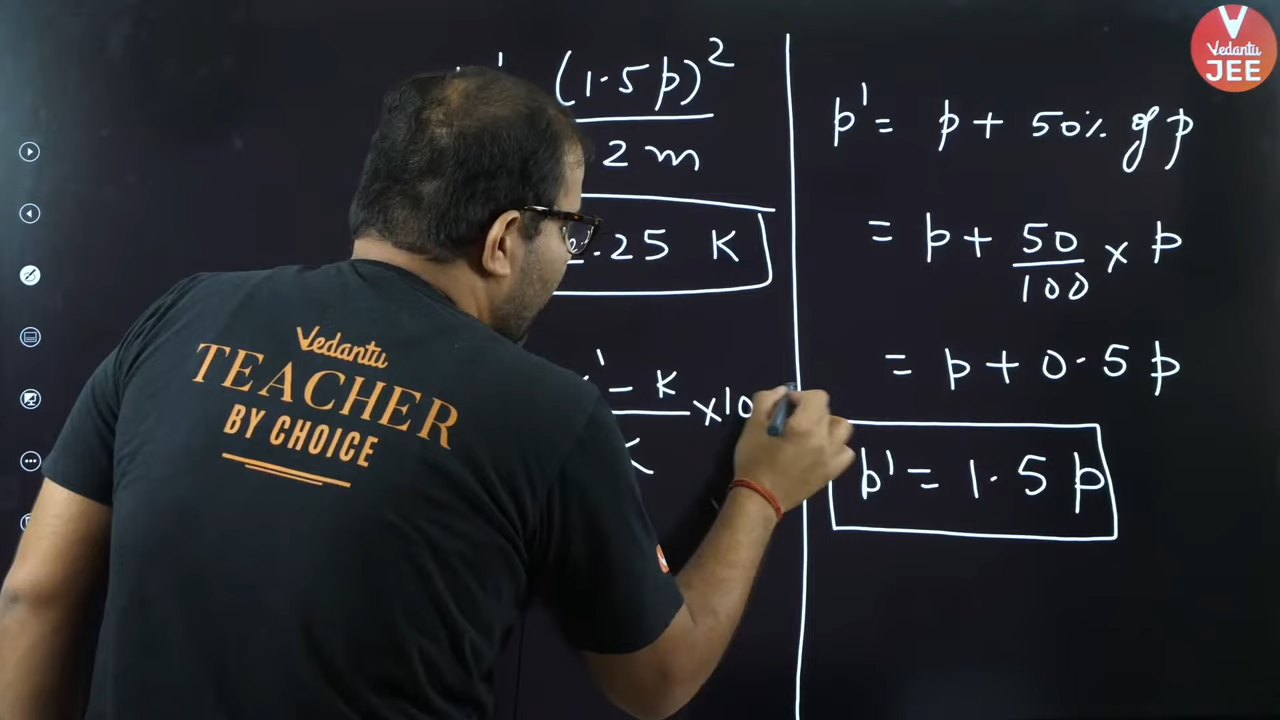 (1.5p)²
2m
2.25 K
' - K
×10
K
p' = p + 50% of p
= p + 50/100 × p
= p + 0.5 p
p' = 1.5 p
Vedantu
TEACHER
BY CHOICE
Vedantu
JEE